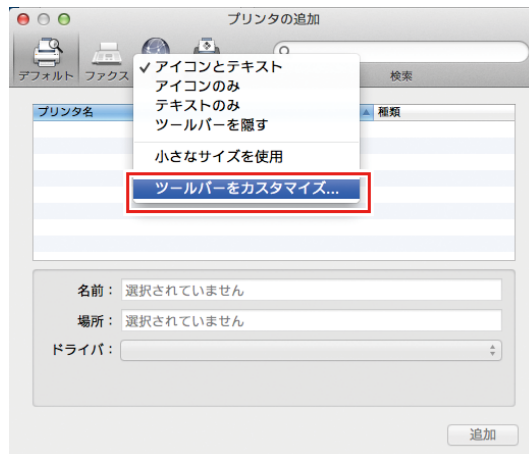 プリンタの追加
デフォルト ファクス 検索
✓ アイコンとテキスト
アイコンのみ
テキストのみ
ツールバーを隠す
小さなサイズを使用
ツールバーをカスタマイズ...
プリンタ名 種類
名前： 選択されていません
場所： 選択されていません
ドライバ：
追加